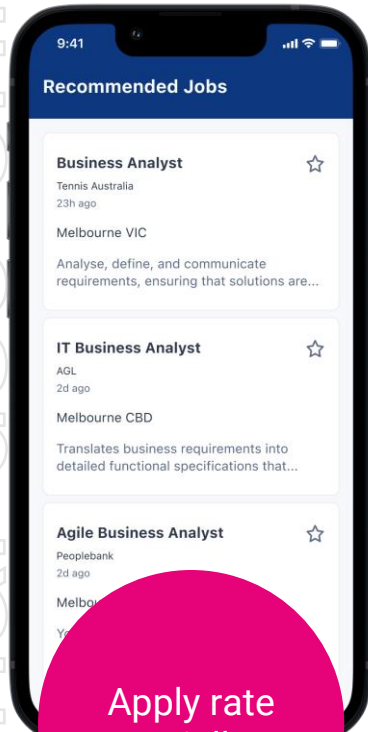 9:41
Recommended Jobs
Business Analyst
Tennis Australia
23h ago
Melbourne VIC
Analyse, define, and communicate
requirements, ensuring that solutions are...
IT Business Analyst
AGL
2d ago
Melbourne CBD
Translates business requirements into
detailed functional specifications that...
Agile Business Analyst
Peoplebank
2d ago
Apply rate